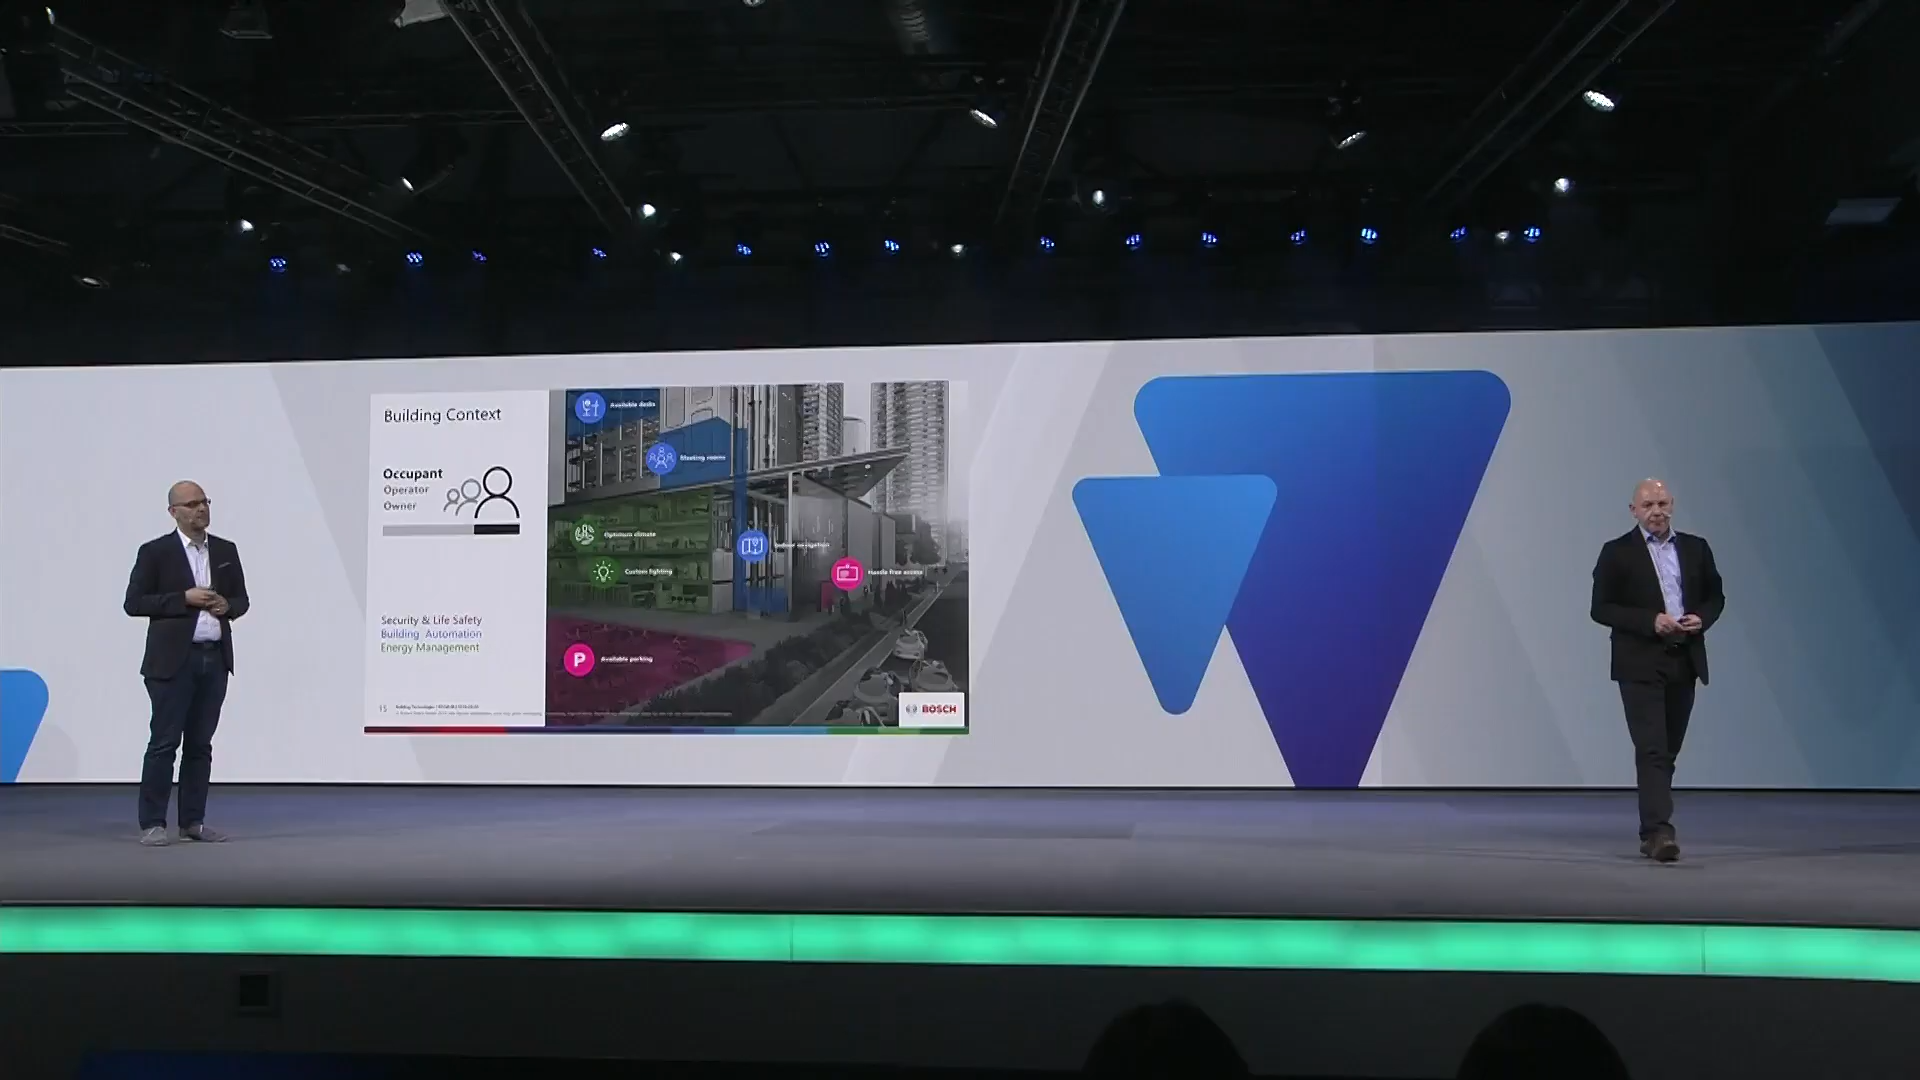 Building Context
Occupant
Operator
Owner
Security & Life Safety
Building Automation
Energy Management
15
Available desks
Meeting rooms
Optimum climate
Custom lighting
Indoor navigation
Hassle free access
P
Available parking
BOSCH